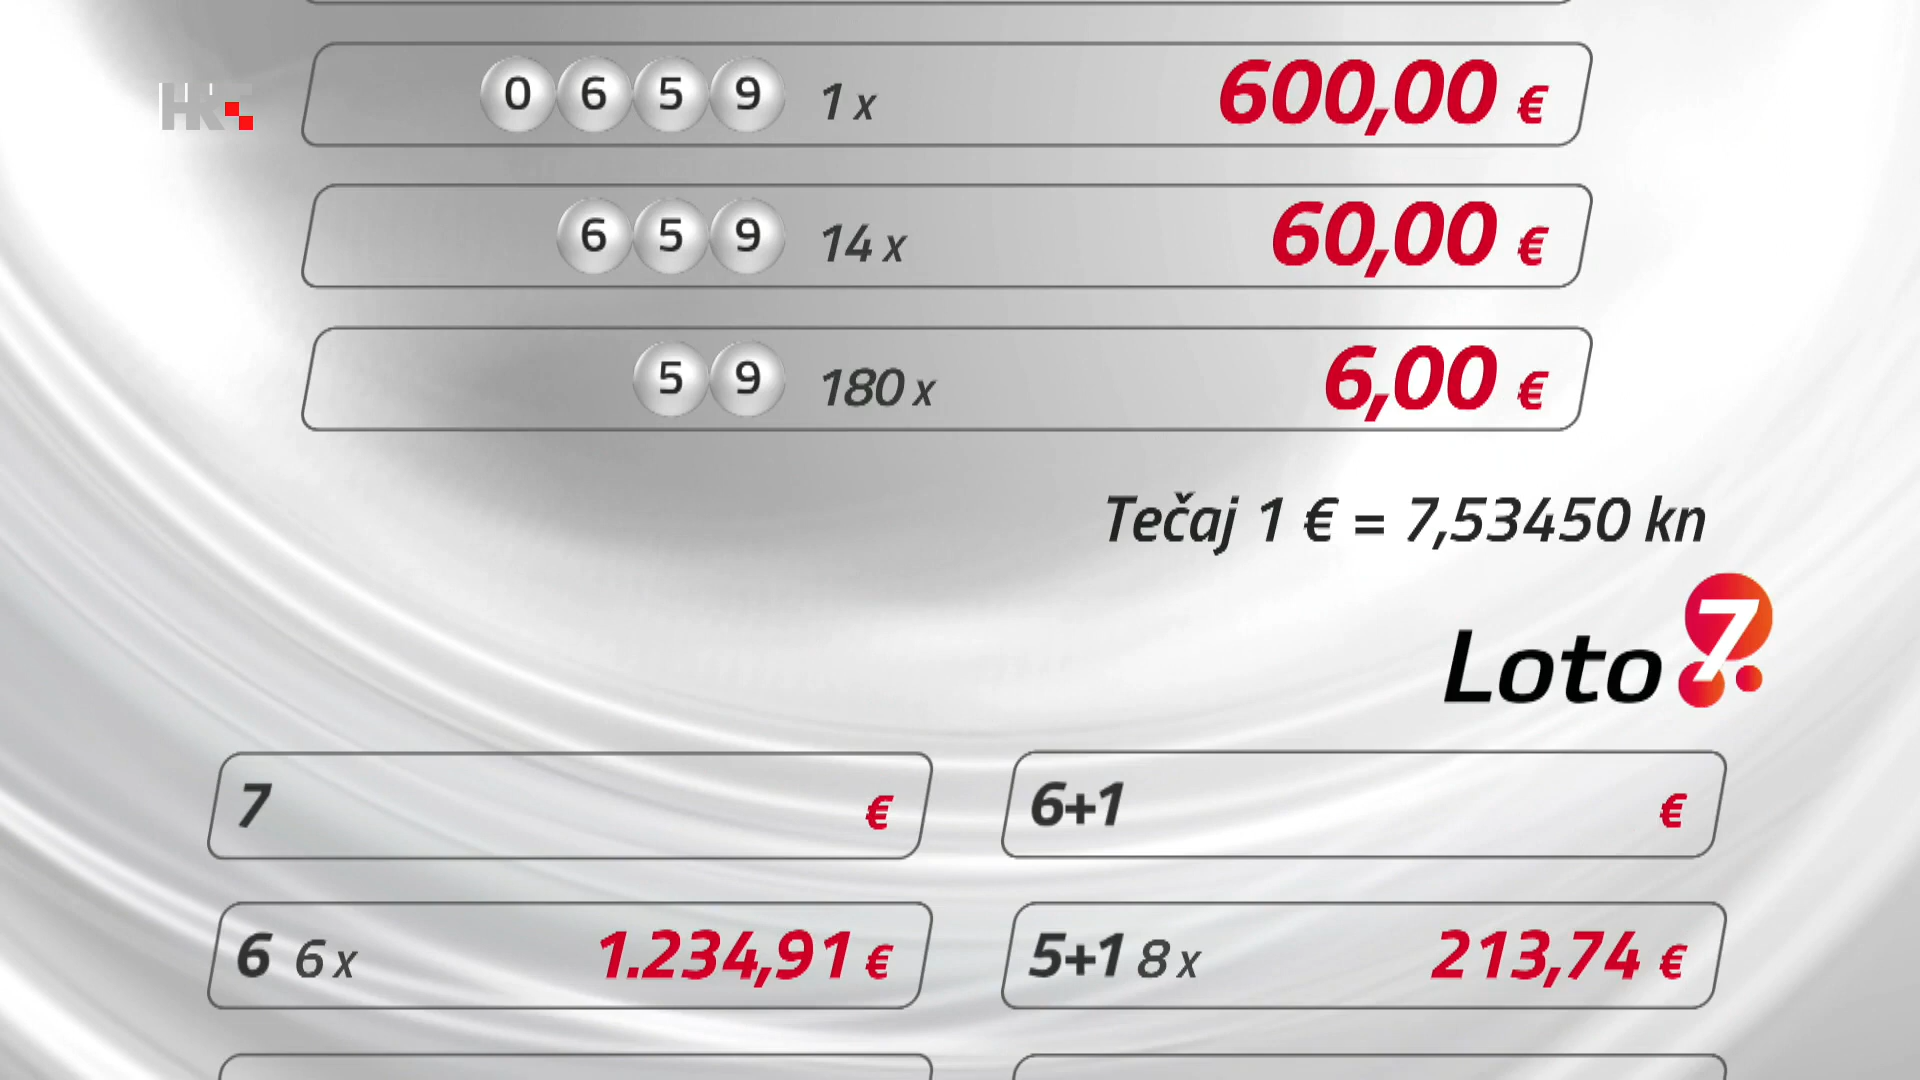 HRT
0 6 5 9 1 x 600,00 €
6 5 9 14 x 60,00 €
5 9 180 x 6,00 €
Tečaj 1 € = 7,53450 kn
Loto 7
7 €
6+1 €
6 6 x 1.234,91 €
5+1 8 x 213,74 €